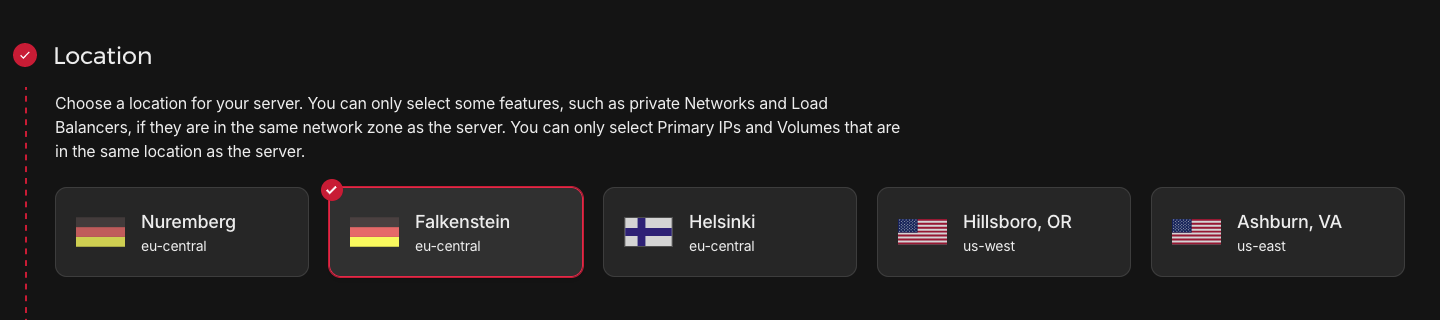 Location
Choose a location for your server. You can only select some features, such as private Networks and Load
Balancers, if they are in the same network zone as the server. You can only select Primary IPs and Volumes that are
in the same location as the server.
Nuremberg
eu-central
Falkenstein
eu-central
Helsinki
eu-central
Hillsboro, OR
us-west
Ashburn, VA
us-east